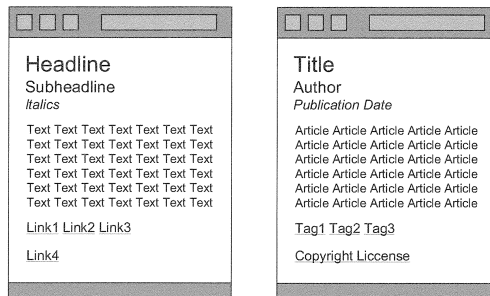 Headline
Subheadline
Italics
Text Text Text Text Text Text Text
Text Text Text Text Text Text Text
Text Text Text Text Text Text Text
Text Text Text Text Text Text Text
Text Text Text Text Text Text Text
Text Text Text Text Text Text Text
Link1 Link2 Link3
Link4
Title
Author
Publication Date
Article Article Article Article Article
Article Article Article Article Article
Article Article Article Article Article
Article Article Article Article Article
Article Article Article Article Article
Article Article Article Article Article
Tag1 Tag2 Tag3
Copyright Liccense